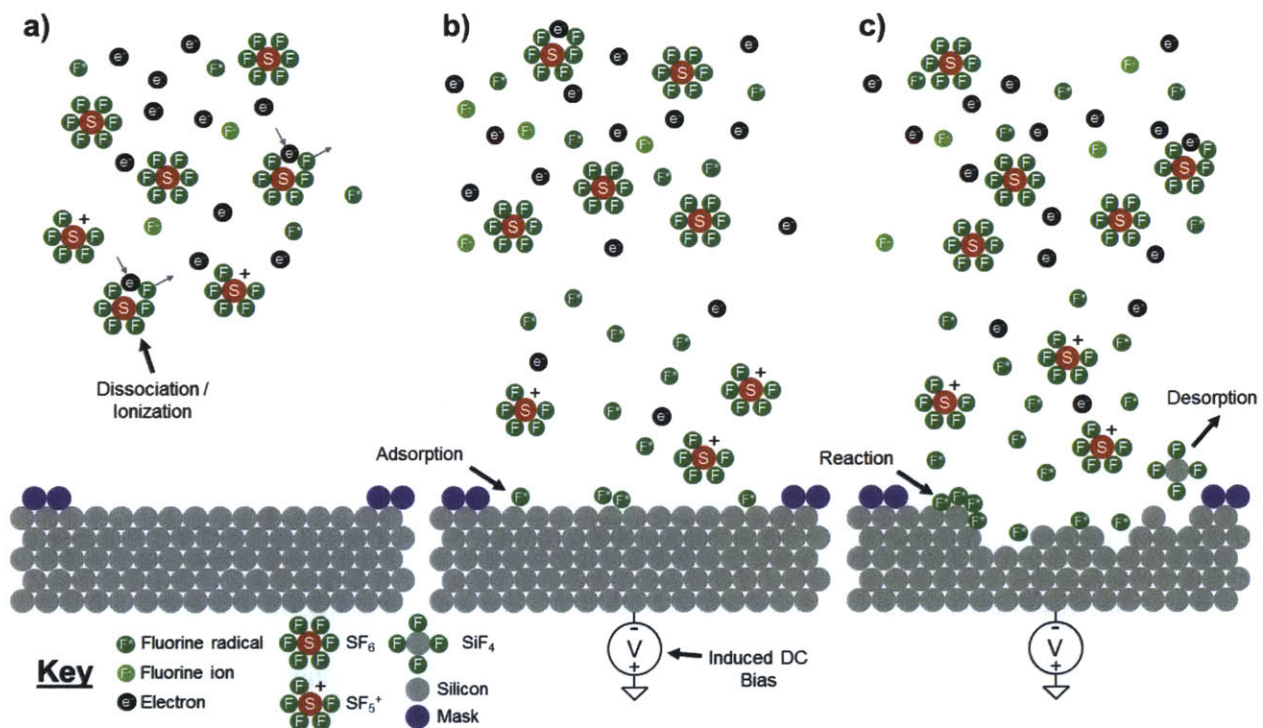 a)
b)
c)
Dissociation /
Ionization
Adsorption
Reaction
Desorption
Induced DC
Bias
V
V
Key
Fluorine radical
Fluorine ion
Electron
SF6
SF5+
SiF4
Silicon
Mask